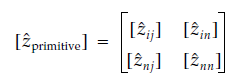 [ẑ_primitive] = [ [ẑ_ij] [ẑ_in]
[ẑ_nj] [ẑ_nn] ]